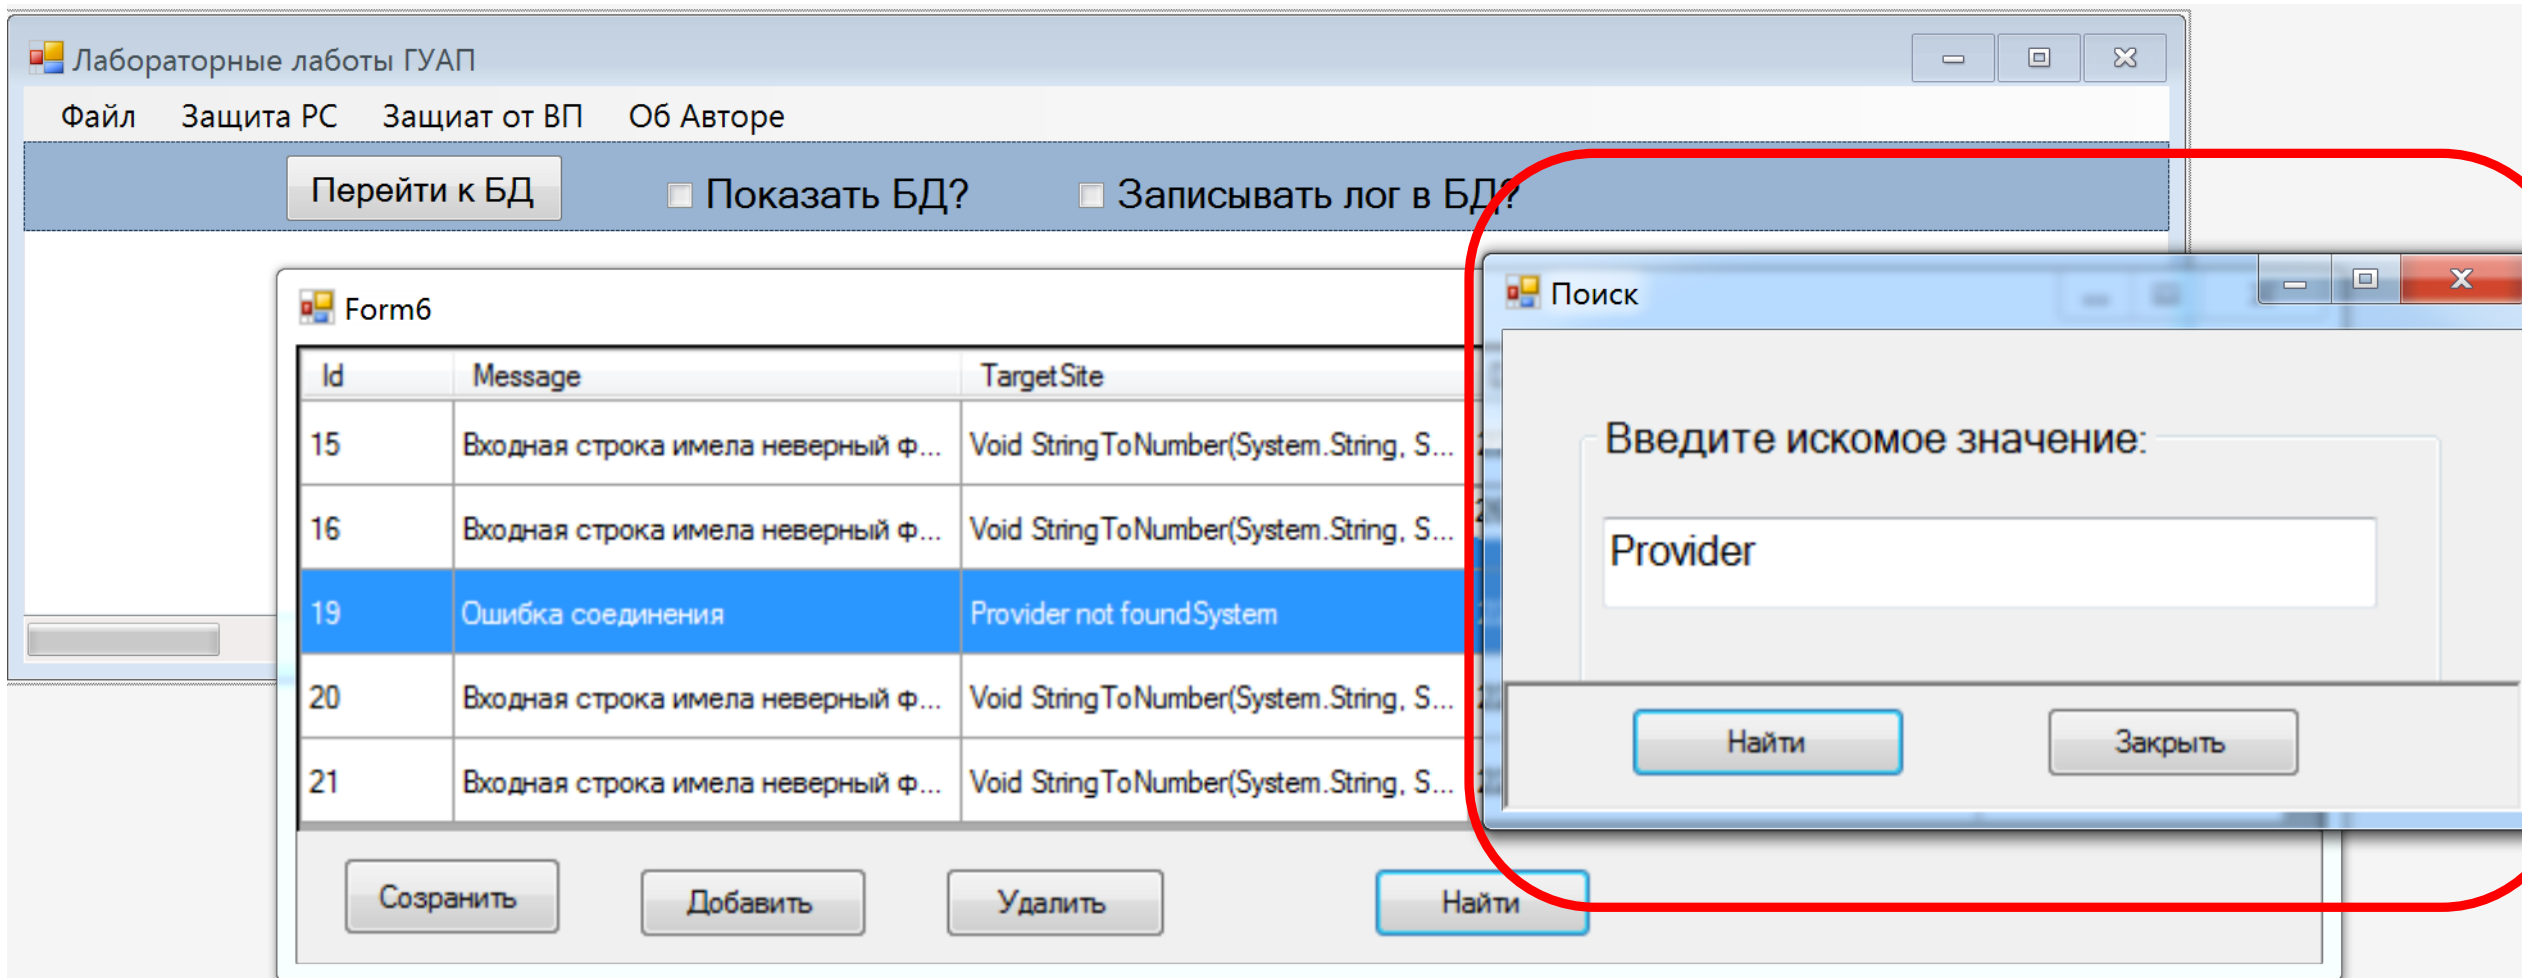 Лабораторные лаботы ГУАП
Файл Защита PC Защиат от ВП Об Авторе
Перейти к БД Показать БД? Записывать лог в БД?
Form6
Id Message TargetSite
15 Входная строка имела неверный ф... Void StringToNumber(System.String, S...
16 Входная строка имела неверный ф... Void StringToNumber(System.String, S...
19 Ошибка соединения Provider not foundSystem
20 Входная строка имела неверный ф... Void StringToNumber(System.String, S...
21 Входная строка имела неверный ф... Void StringToNumber(System.String, S...
Созранить Добавить Удалить Найти
Поиск
Введите искомое значение:
Provider
Найти Закрыть